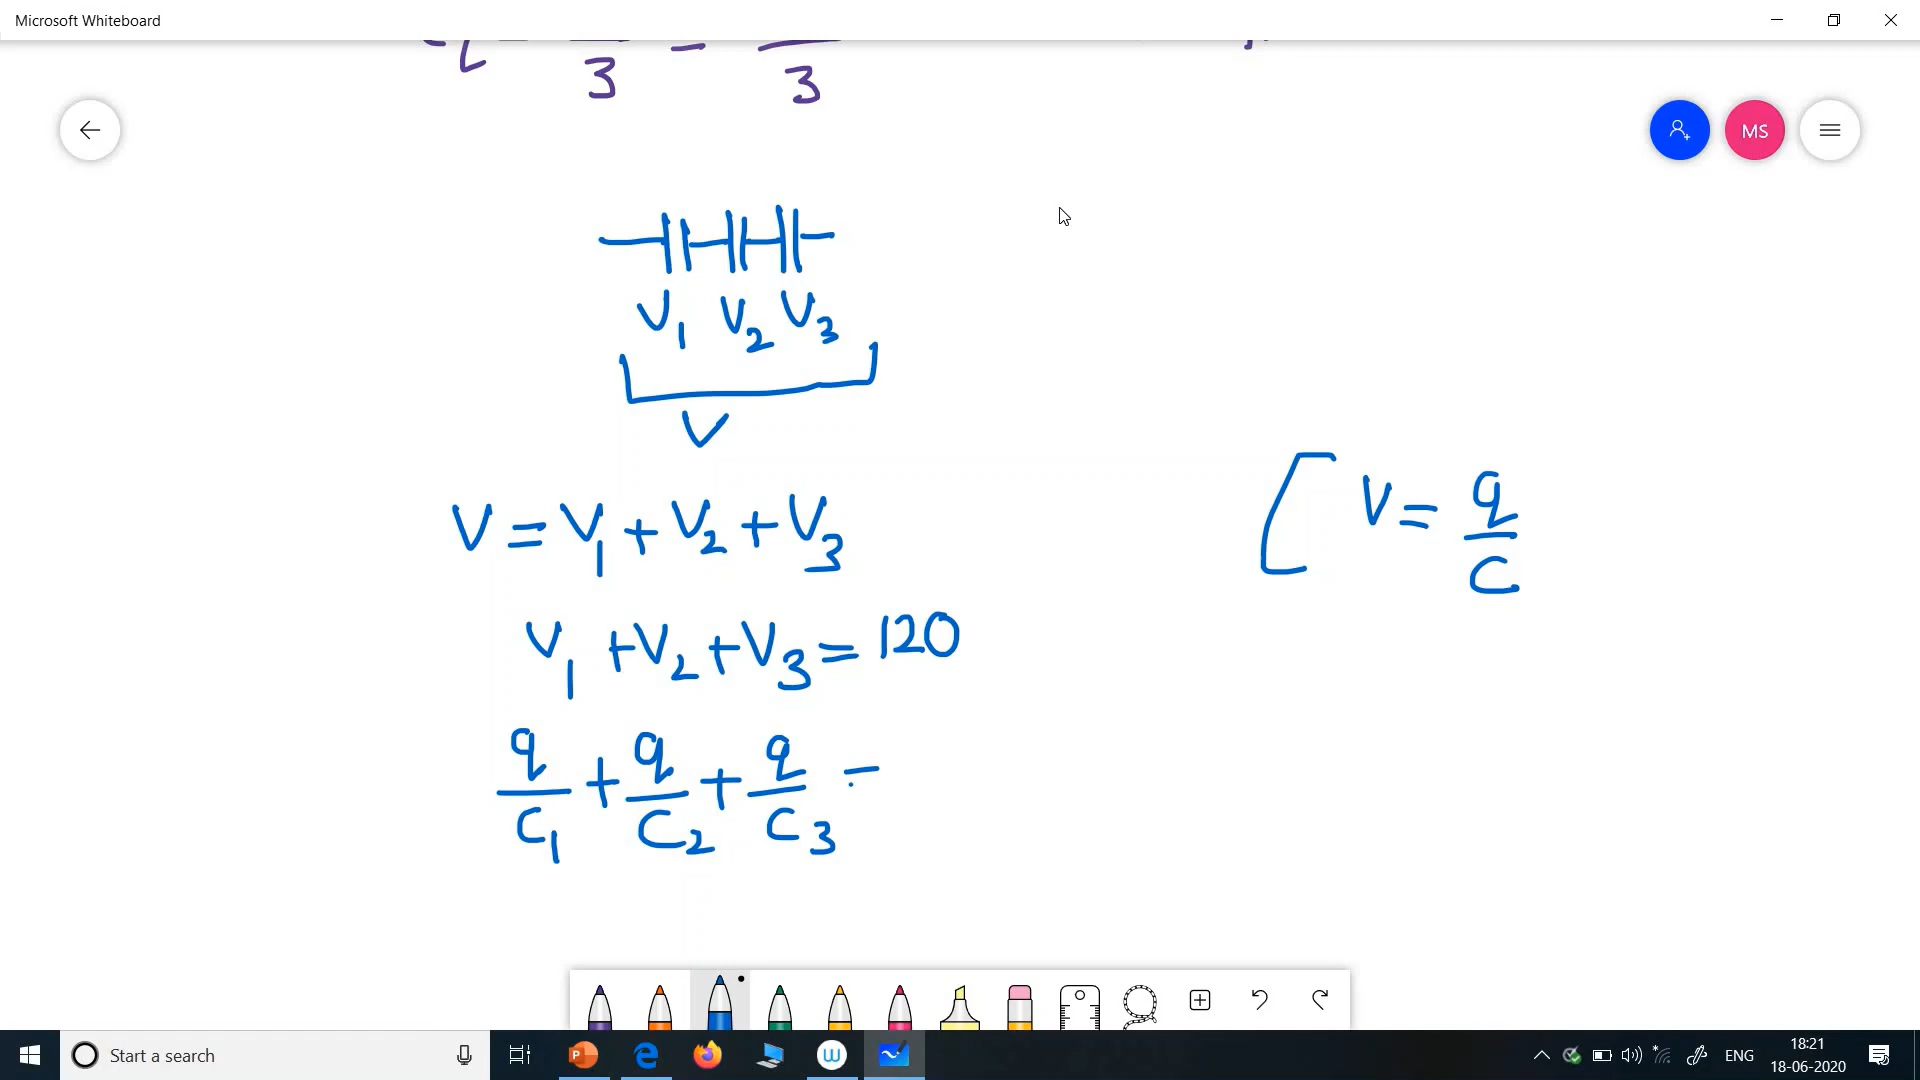 Microsoft Whiteboard
3 = 3
MS
V₁ V₂ V₃
V
V = V₁ + V₂ + V₃
V = q/C
V₁ + V₂ + V₃ = 120
q/C₁ + q/C₂ + q/C₃ =
Start a search
ENG
18:21
18-06-2020